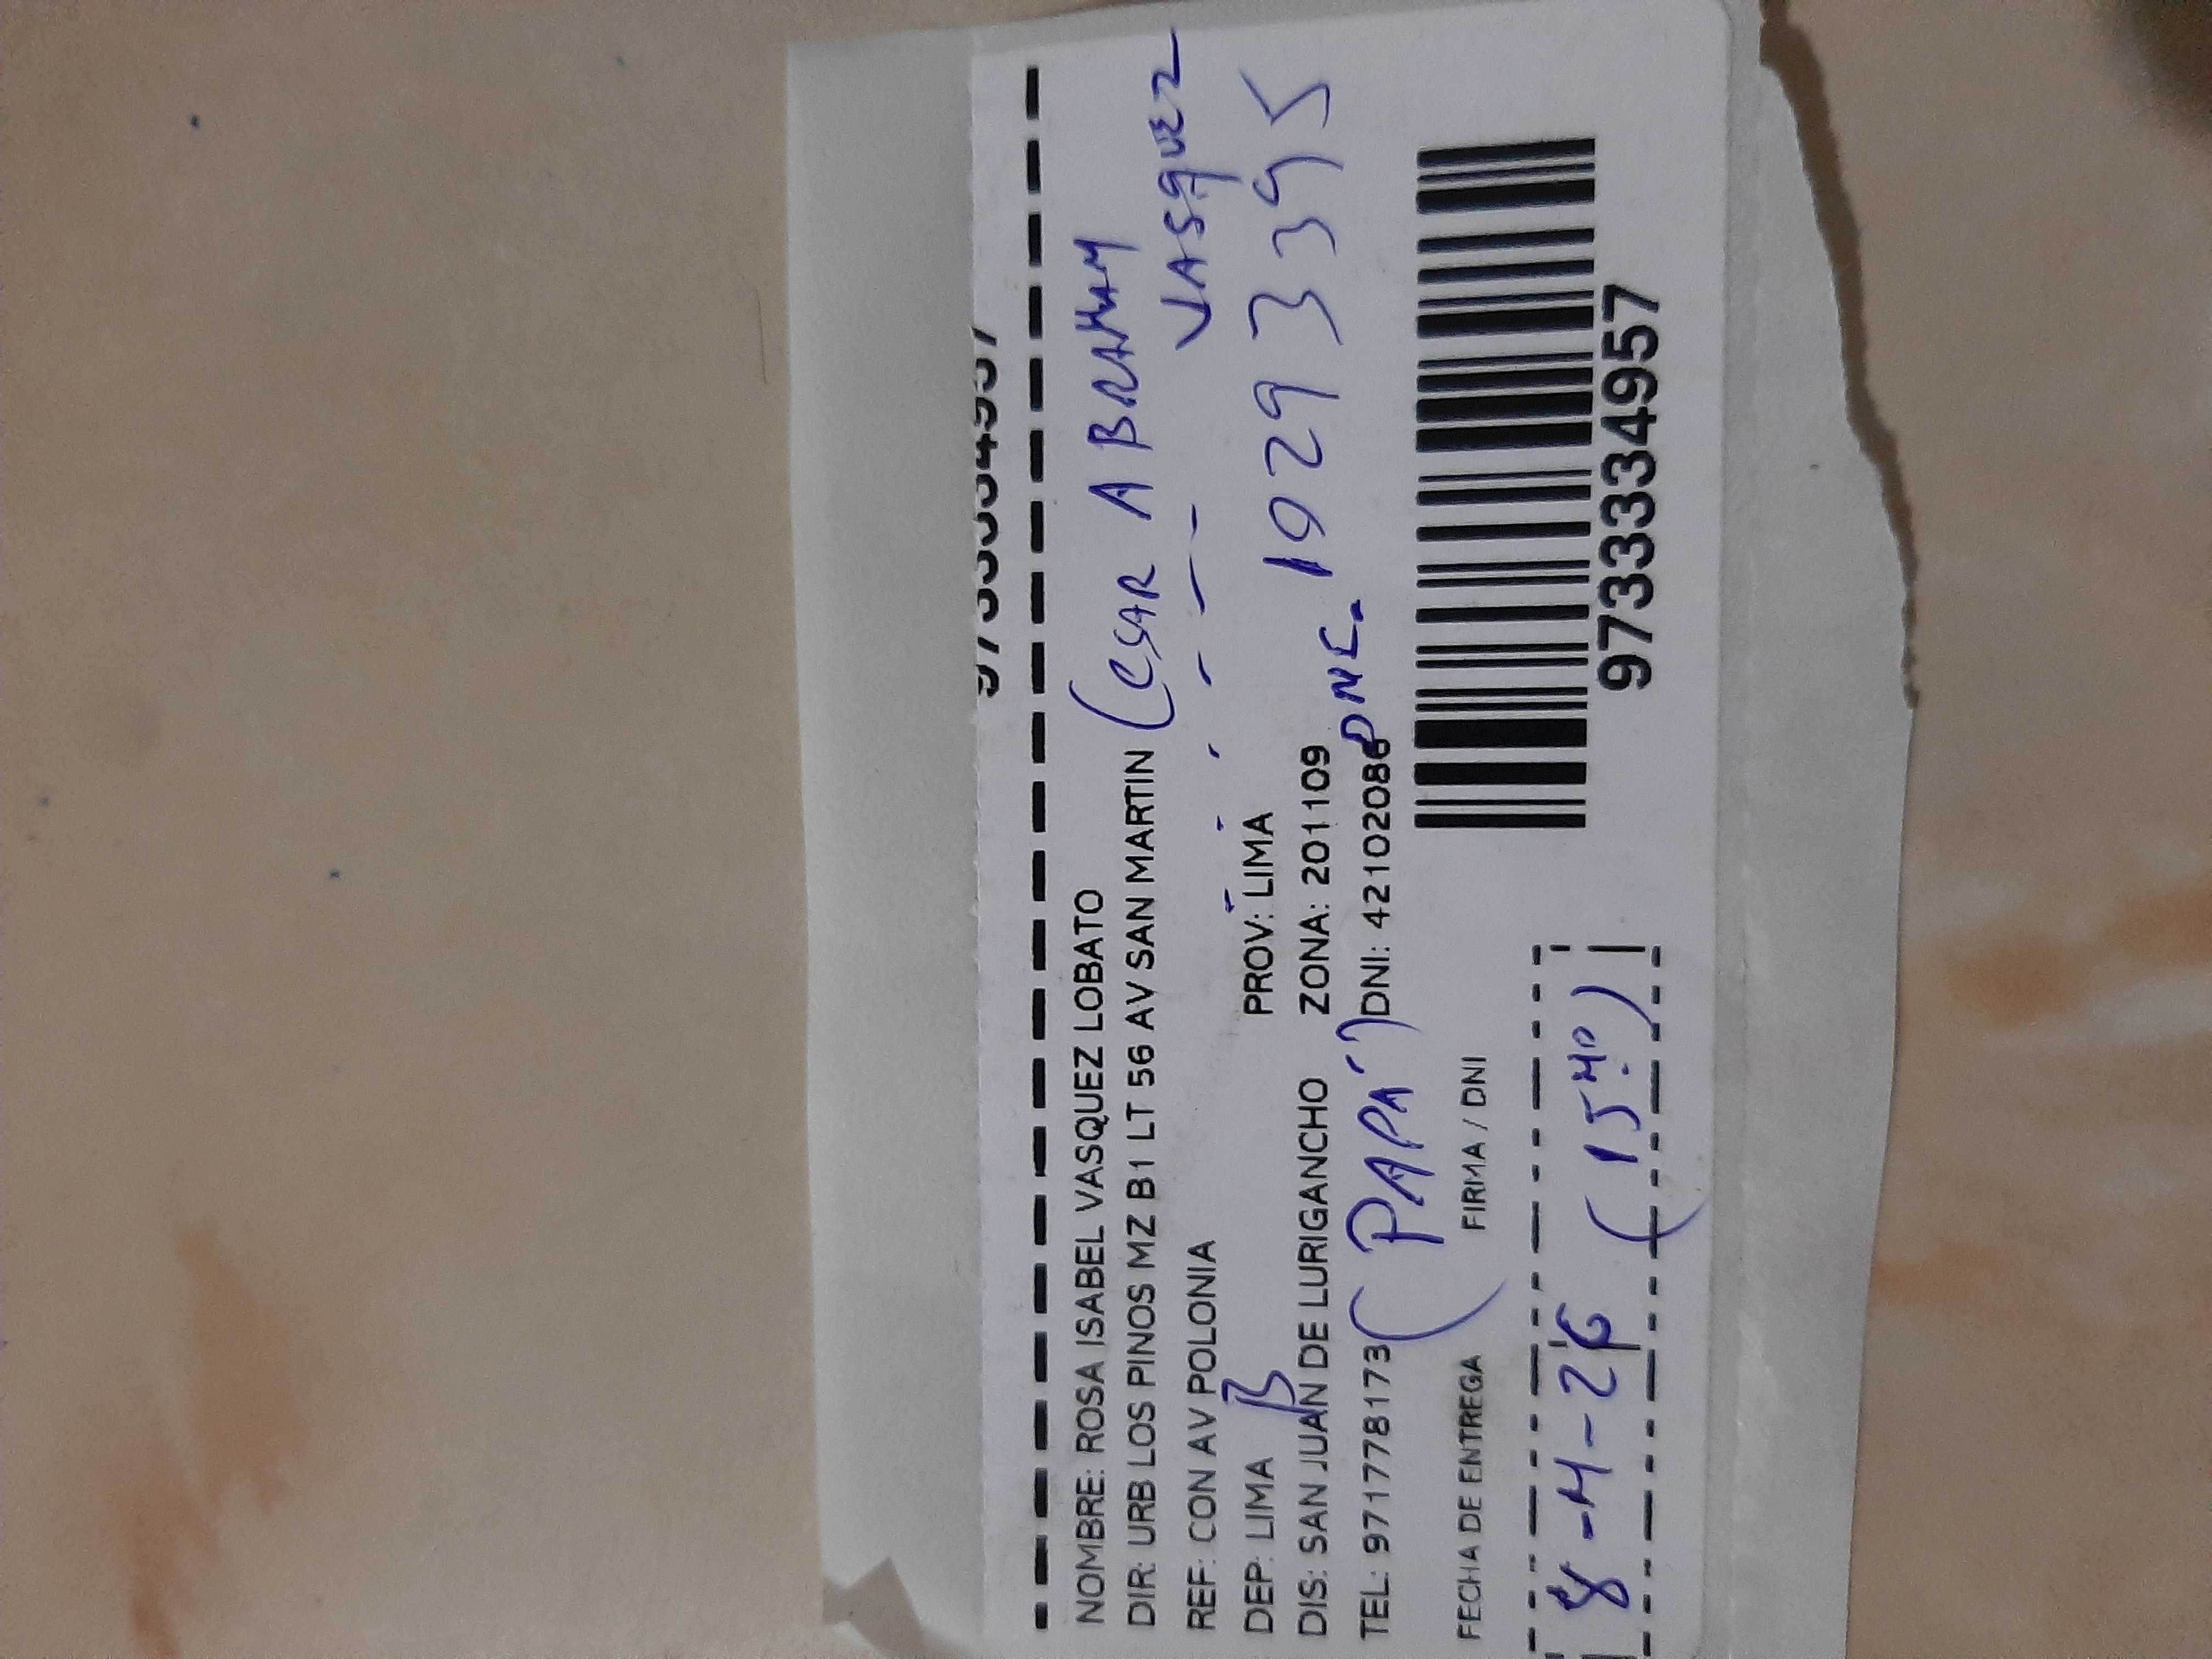 NOMBRE: ROSA ISABEL VASQUEZ LOBATO
DIR: URB LOS PINOS MZ B1 LT 56 AV SAN MARTIN (CESAR ABRAHAM
VASQUEZ
REF: CON AV POLONIA
DEP: LIMA B PROV: LIMA
DIS: SAN JUAN DE LURIGANCHO ZONA: 201109
TEL: 971778173 (PAPA) DNI: 42102086 DNI. 10293395
FECHA DE ENTREGA FIRMA / DNI
8-4-26 (15:40)
9733334957